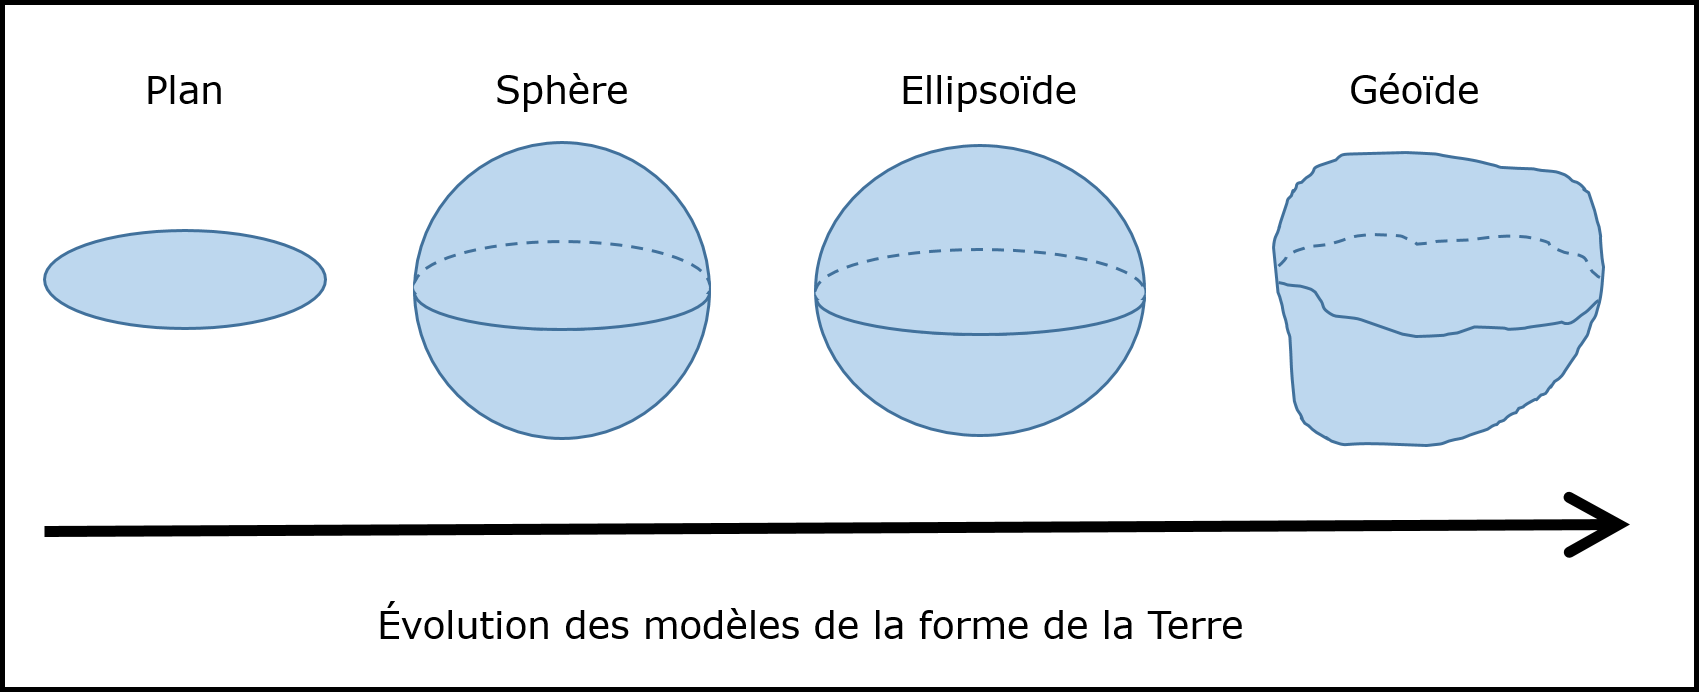 Plan
Sphère
Ellipsoïde
Géoïde
Évolution des modèles de la forme de la Terre